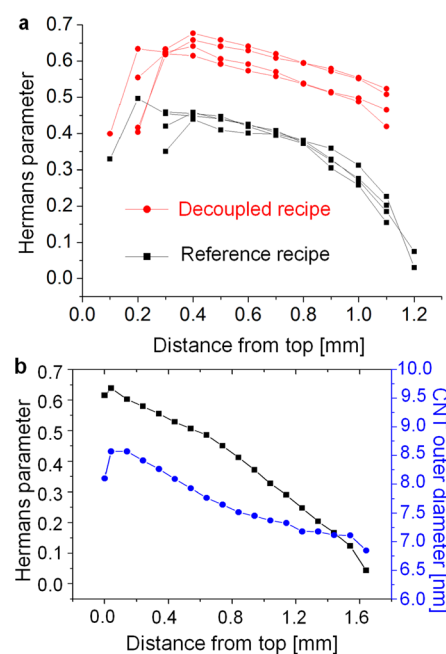 a
0.7
0.6
0.5
0.4
0.3
0.2
0.1
0.0
Hermans parameter
Decoupled recipe
Reference recipe
0.0 0.2 0.4 0.6 0.8 1.0 1.2
Distance from top [mm]
b
0.7
0.6
0.5
0.4
0.3
0.2
0.1
0.0
Hermans parameter
10.0
9.5
9.0
8.5
8.0
7.5
7.0
6.5
6.0
CNT outer diameter [nm]
0.0 0.4 0.8 1.2 1.6
Distance from top [mm]